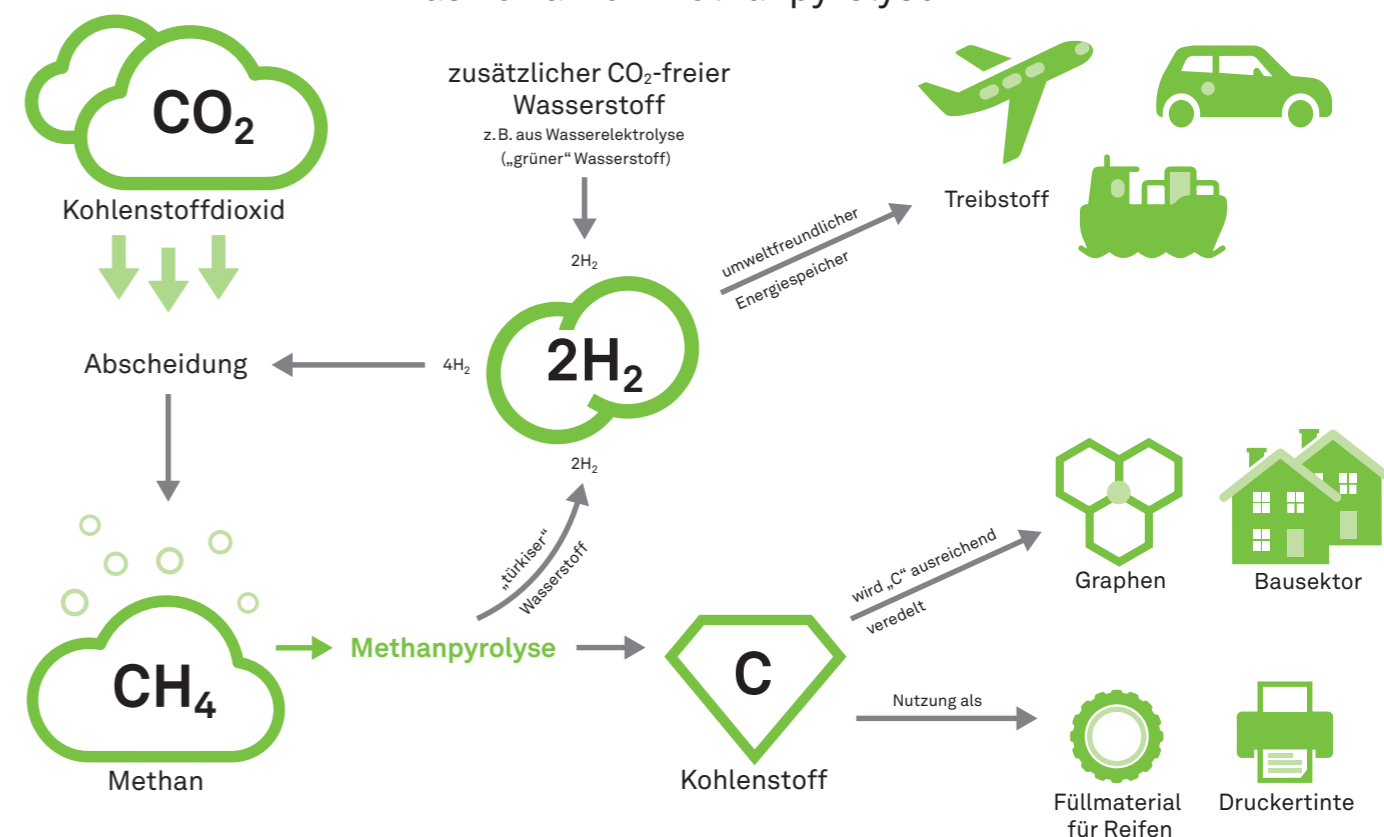 CO₂
Kohlenstoffdioxid
zusätzlicher CO₂-freier
Wasserstoff
z. B. aus Wasserelektrolyse
(„grüner“ Wasserstoff)
2H₂
2H₂
4H₂
2H₂
Abscheidung
umweltfreundlicher
Energiespeicher
Treibstoff
CH₄
Methan
Methanpyrolyse
„türkiser“
Wasserstoff
C
Kohlenstoff
wird „C“ ausreichend
veredelt
Graphen
Bausektor
Nutzung als
Füllmaterial
für Reifen
Druckertinte